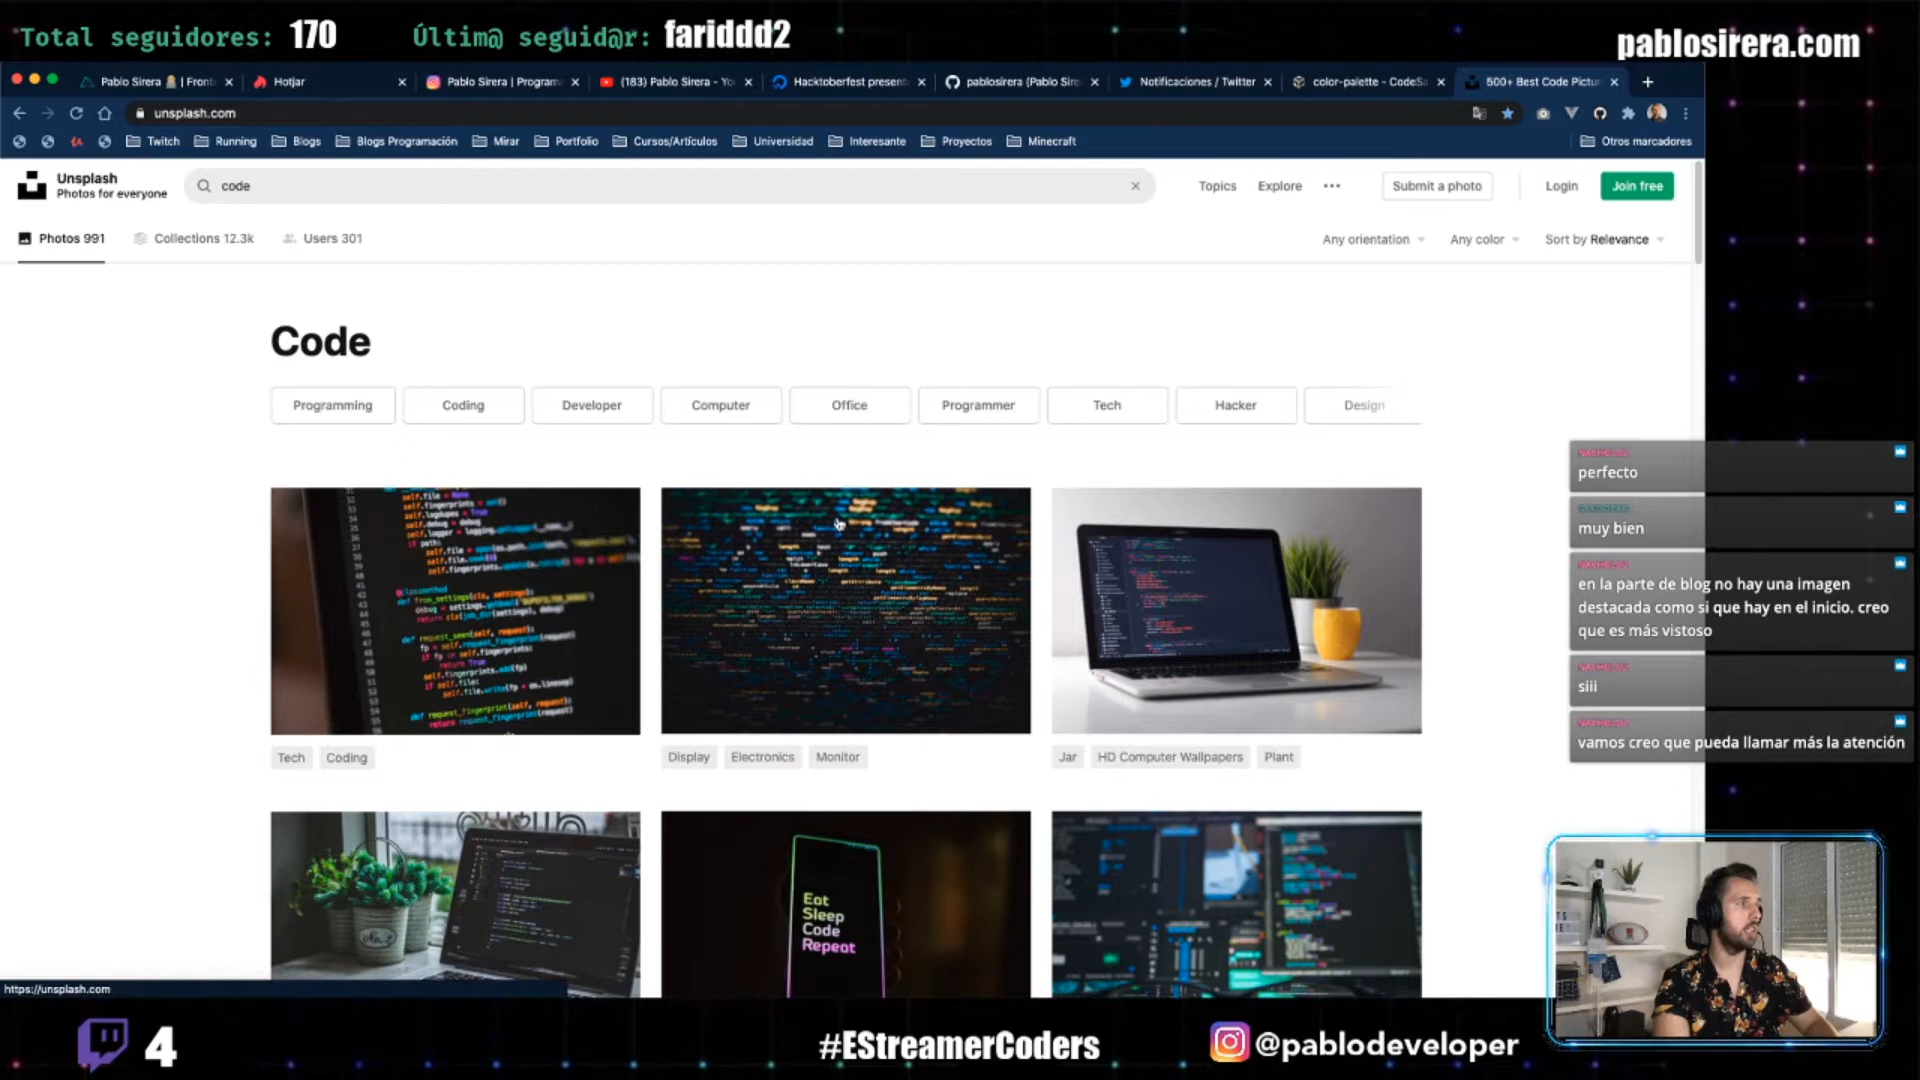 Total seguidores: 170
Últim@ seguid@r: fariddd2
pablosirera.com
Pablo Sirera
Front
Hotjar
Pablo Sirera | Program
(183) Pablo Sirera - Yo
Hacktoberfest present
pablosirera (Pablo Sire
Notificaciones / Twitter
color-palette - CodeSa
500+ Best Code Pictu
unsplash.com
Twitch
Running
Blogs
Blogs Programación
Mirar
Portfolio
Cursos/Artículos
Universidad
Interesante
Proyectos
Minecraft
Otros marcadores
Unsplash
Photos for everyone
code
Topics
Explore
Submit a photo
Login
Join free
Photos 991
Collections 12.3k
Users 301
Any orientation
Any color
Sort by Relevance
Code
Programming
Coding
Developer
Computer
Office
Programmer
Tech
Hacker
Design
Tech
Coding
Display
Electronics
Monitor
Jar
HD Computer Wallpapers
Plant
Eat
Sleep
Code
Repeat
perfecto
muy bien
en la parte de blog no hay una imagen
destacada como si que hay en el inicio. creo
que es más vistoso
siii
vamos creo que pueda llamar más la atención
https://unsplash.com
4
#EStreamerCoders
@pablodeveloper